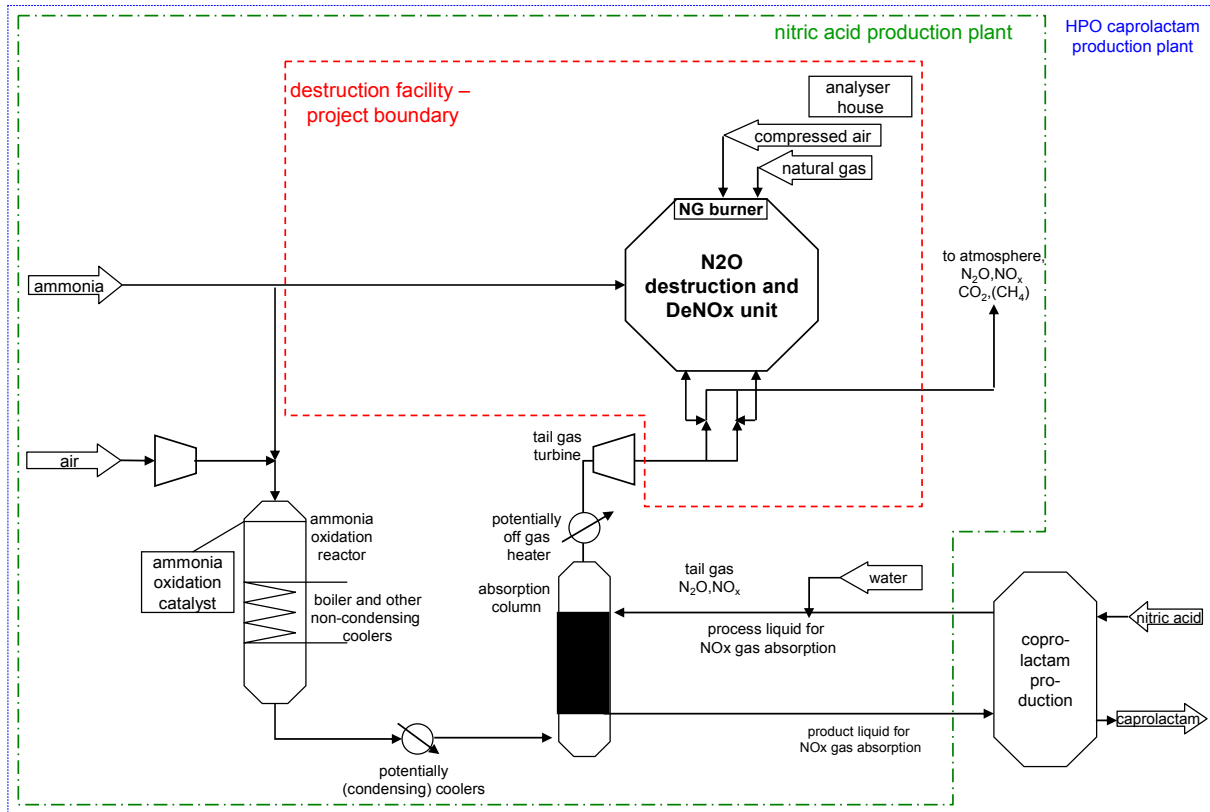 nitric acid production plant
HPO caprolactam
production plant
destruction facility –
project boundary
analyser
house
compressed air
natural gas
NG burner
N2O
destruction and
DeNOx unit
to atmosphere,
N₂O,NOₓ
CO₂,(CH₄)
ammonia
air
tail gas
turbine
ammonia
oxidation
reactor
ammonia
oxidation
catalyst
potentially
off gas
heater
boiler and other
non-condensing
coolers
absorption
column
tail gas
N₂O,NOₓ
water
process liquid for
NOx gas absorption
nitric acid
copro-
lactam
pro-
duction
caprolactam
product liquid for
NOx gas absorption
potentially
(condensing) coolers